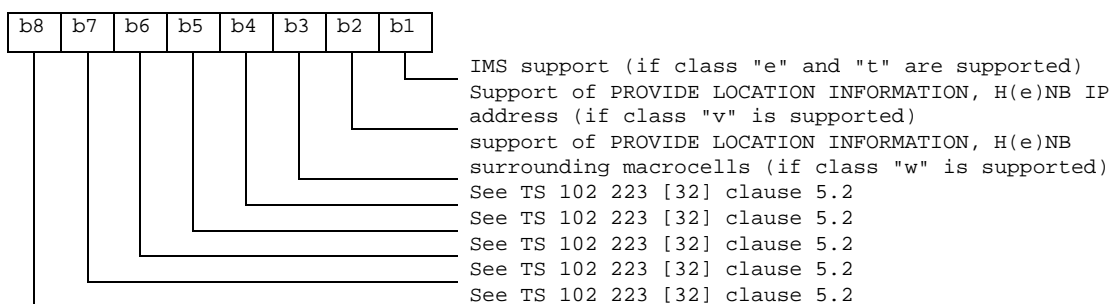 b8 b7 b6 b5 b4 b3 b2 b1
IMS support (if class "e" and "t" are supported)
Support of PROVIDE LOCATION INFORMATION, H(e)NB IP
address (if class "v" is supported)
support of PROVIDE LOCATION INFORMATION, H(e)NB
surrounding macrocells (if class "w" is supported)
See TS 102 223 [32] clause 5.2
See TS 102 223 [32] clause 5.2
See TS 102 223 [32] clause 5.2
See TS 102 223 [32] clause 5.2
See TS 102 223 [32] clause 5.2